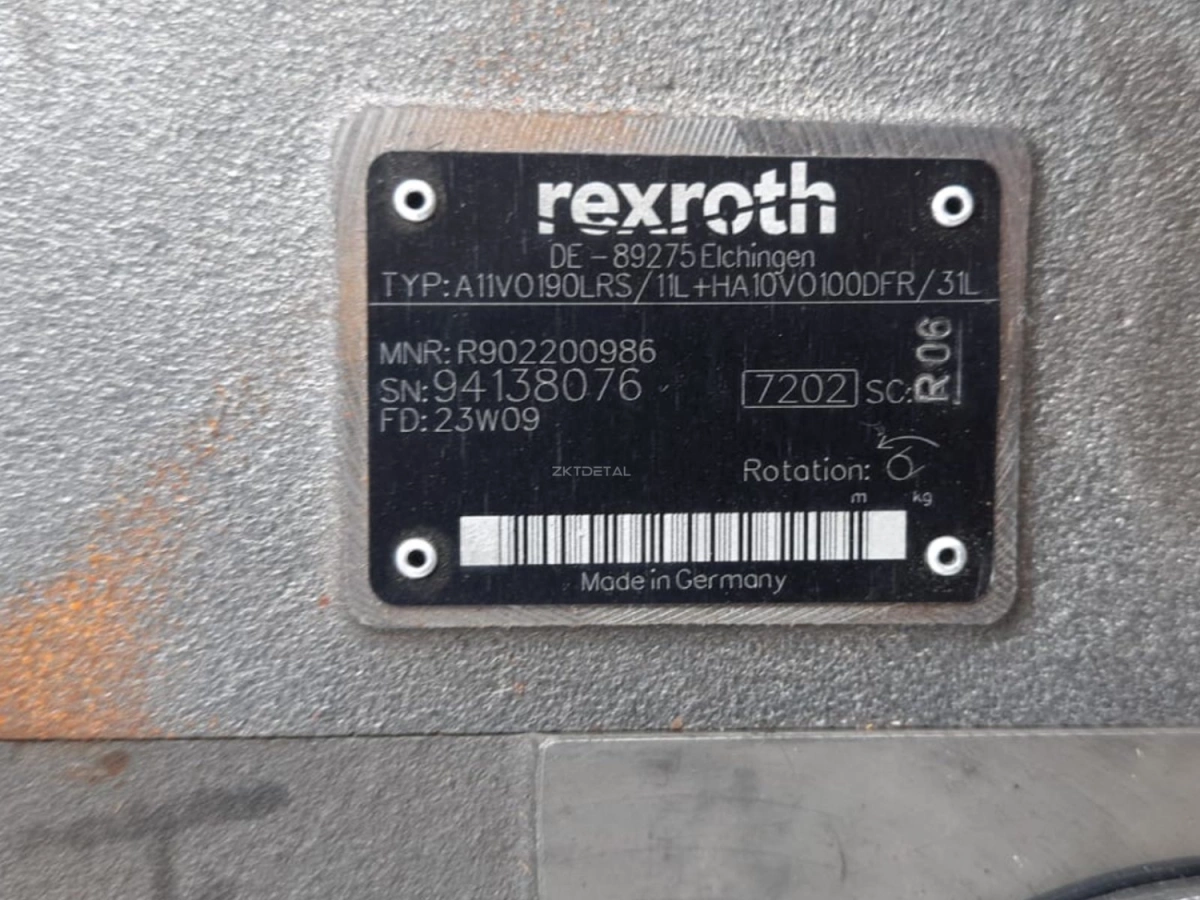 rexroth
DE-89275 Elchingen
TYP: A11VO190LRS/11L+HA10VO100DFR/31L
MNR: R902200986
SN: 94138076 7202 SC: R06
FD: 23W09
ZKTDETAL
Rotation:
m kg
Made in Germany